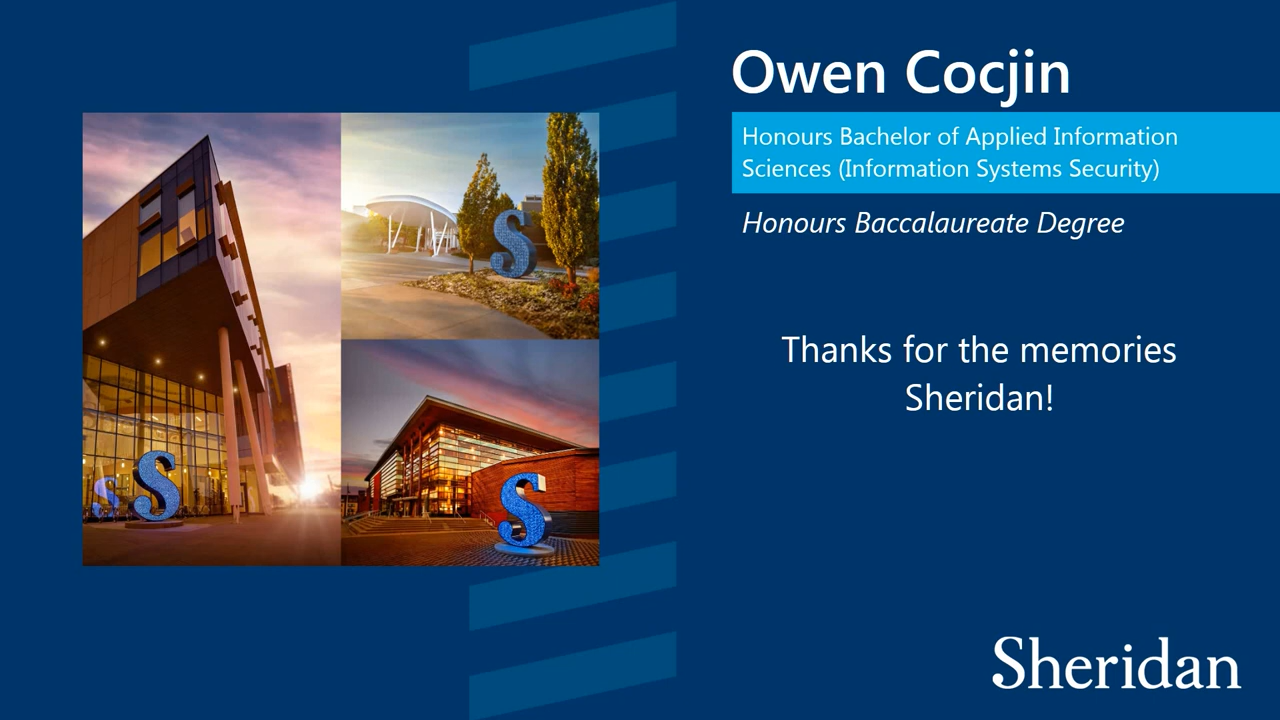 Owen Cocjin
Honours Bachelor of Applied Information
Sciences (Information Systems Security)
Honours Baccalaureate Degree
Thanks for the memories
Sheridan!
S
S
S
S
Sheridan